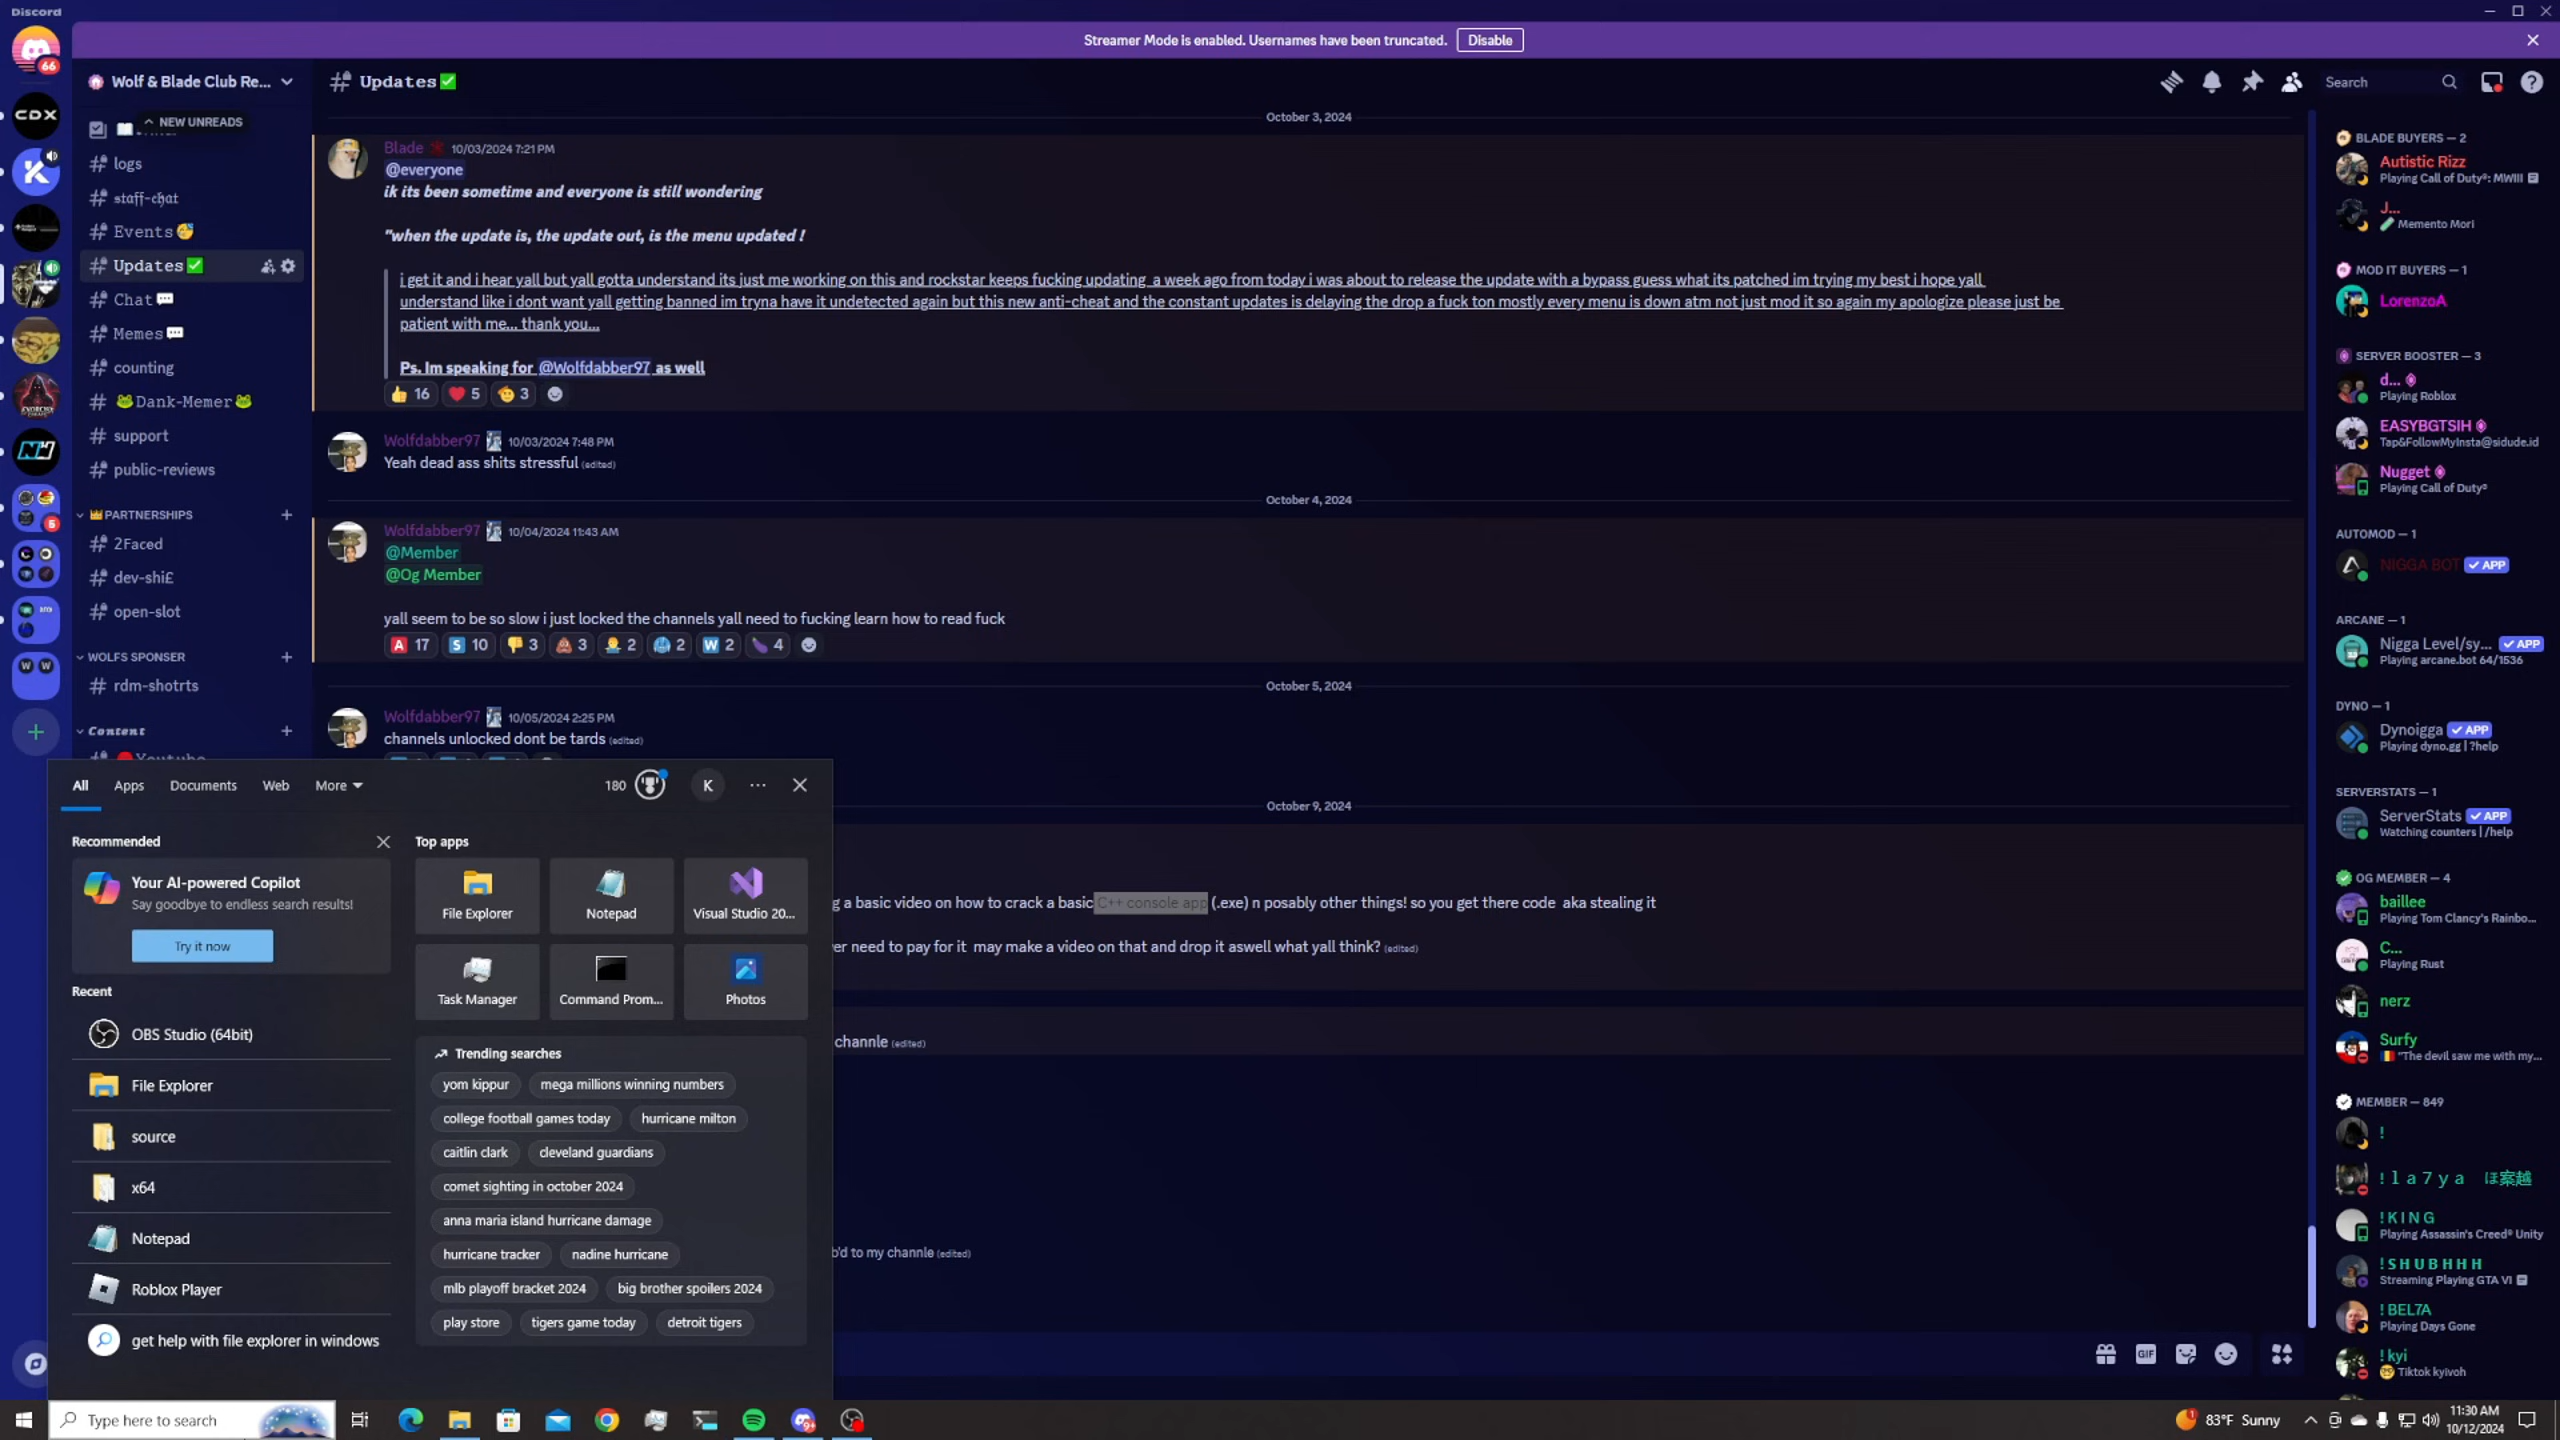 Discord
Streamer Mode is enabled. Usernames have been truncated. Disable
66
Wolf & Blade Club Re...
NEW UNREADS
logs
staff-chat
Events
Updates
Chat
Memes
counting
Dank-Memer
support
public-reviews
PARTNERSHIPS
2Faced
dev-shi£
open-slot
WOLFS SPONSER
rdm-shotrts
Content
Youtube
CDX
5
W W
# Updates
Search
October 3, 2024
Blade 10/03/2024 7:21 PM
@everyone
ik its been sometime and everyone is still wondering
"when the update is, the update out, is the menu updated !
i get it and i hear yall but yall gotta understand its just me working on this and rockstar keeps fucking updating a week ago from today i was about to release the update with a bypass guess what its patched im trying my best i hope yall
understand like i dont want yall getting banned im tryna have it undetected again but this new anti-cheat and the constant updates is delaying the drop a fuck ton mostly every menu is down atm not just mod it so again my apologize please just be
patient with me... thank you...
Ps. Im speaking for @Wolfdabber97 as well
16 5 3
Wolfdabber97 10/03/2024 7:48 PM
Yeah dead ass shits stressful (edited)
October 4, 2024
Wolfdabber97 10/04/2024 11:43 AM
@Member
@Og Member
yall seem to be so slow i just locked the channels yall need to fucking learn how to read fuck
A 17 S 10 3 3 2 2 W 2 4
October 5, 2024
Wolfdabber97 10/05/2024 2:25 PM
channels unlocked dont be tards (edited)
October 9, 2024
g a basic video on how to crack a basic C++ console app (.exe) n posably other things! so you get there code aka stealing it
er need to pay for it may make a video on that and drop it aswell what yall think? (edited)
channle (edited)
b'd to my channle (edited)
GIF
BLADE BUYERS — 2
Autistic Rizz
Playing Call of Duty®: MWIII
J...
Memento Mori
MOD IT BUYERS — 1
LorenzoA
SERVER BOOSTER — 3
d...
Playing Roblox
EASYBGTSIH
Tap&FollowMyInsta@sidude.id
Nugget
Playing Call of Duty®
AUTOMOD — 1
NIGGA BOT APP
ARCANE — 1
Nigga Level/sy... APP
Playing arcane.bot 64/1536
DYNO — 1
Dynoigga APP
Playing dyno.gg | ?help
SERVERSTATS — 1
ServerStats APP
Watching counters | /help
OG MEMBER — 4
baillee
Playing Tom Clancy's Rainbo...
C...
Playing Rust
nerz
Surfy
"The devil saw me with my...
MEMBER — 849
!
! l a 7 y a ほ案越
! K I N G
Playing Assassin's Creed® Unity
! S H U B H H H
Streaming Playing GTA VI
! BEL7A
Playing Days Gone
! kyi
Tiktok kyivoh
All Apps Documents Web More 180 K
Recommended
Your AI-powered Copilot
Say goodbye to endless search results!
Try it now
Recent
OBS Studio (64bit)
File Explorer
source
x64
Notepad
Roblox Player
get help with file explorer in windows
Top apps
File Explorer Notepad Visual Studio 20...
Task Manager Command Prom... Photos
Trending searches
yom kippur mega millions winning numbers
college football games today hurricane milton
caitlin clark cleveland guardians
comet sighting in october 2024
anna maria island hurricane damage
hurricane tracker nadine hurricane
mlb playoff bracket 2024 big brother spoilers 2024
play store tigers game today detroit tigers
Type here to search
83°F Sunny
11:30 AM
10/12/2024